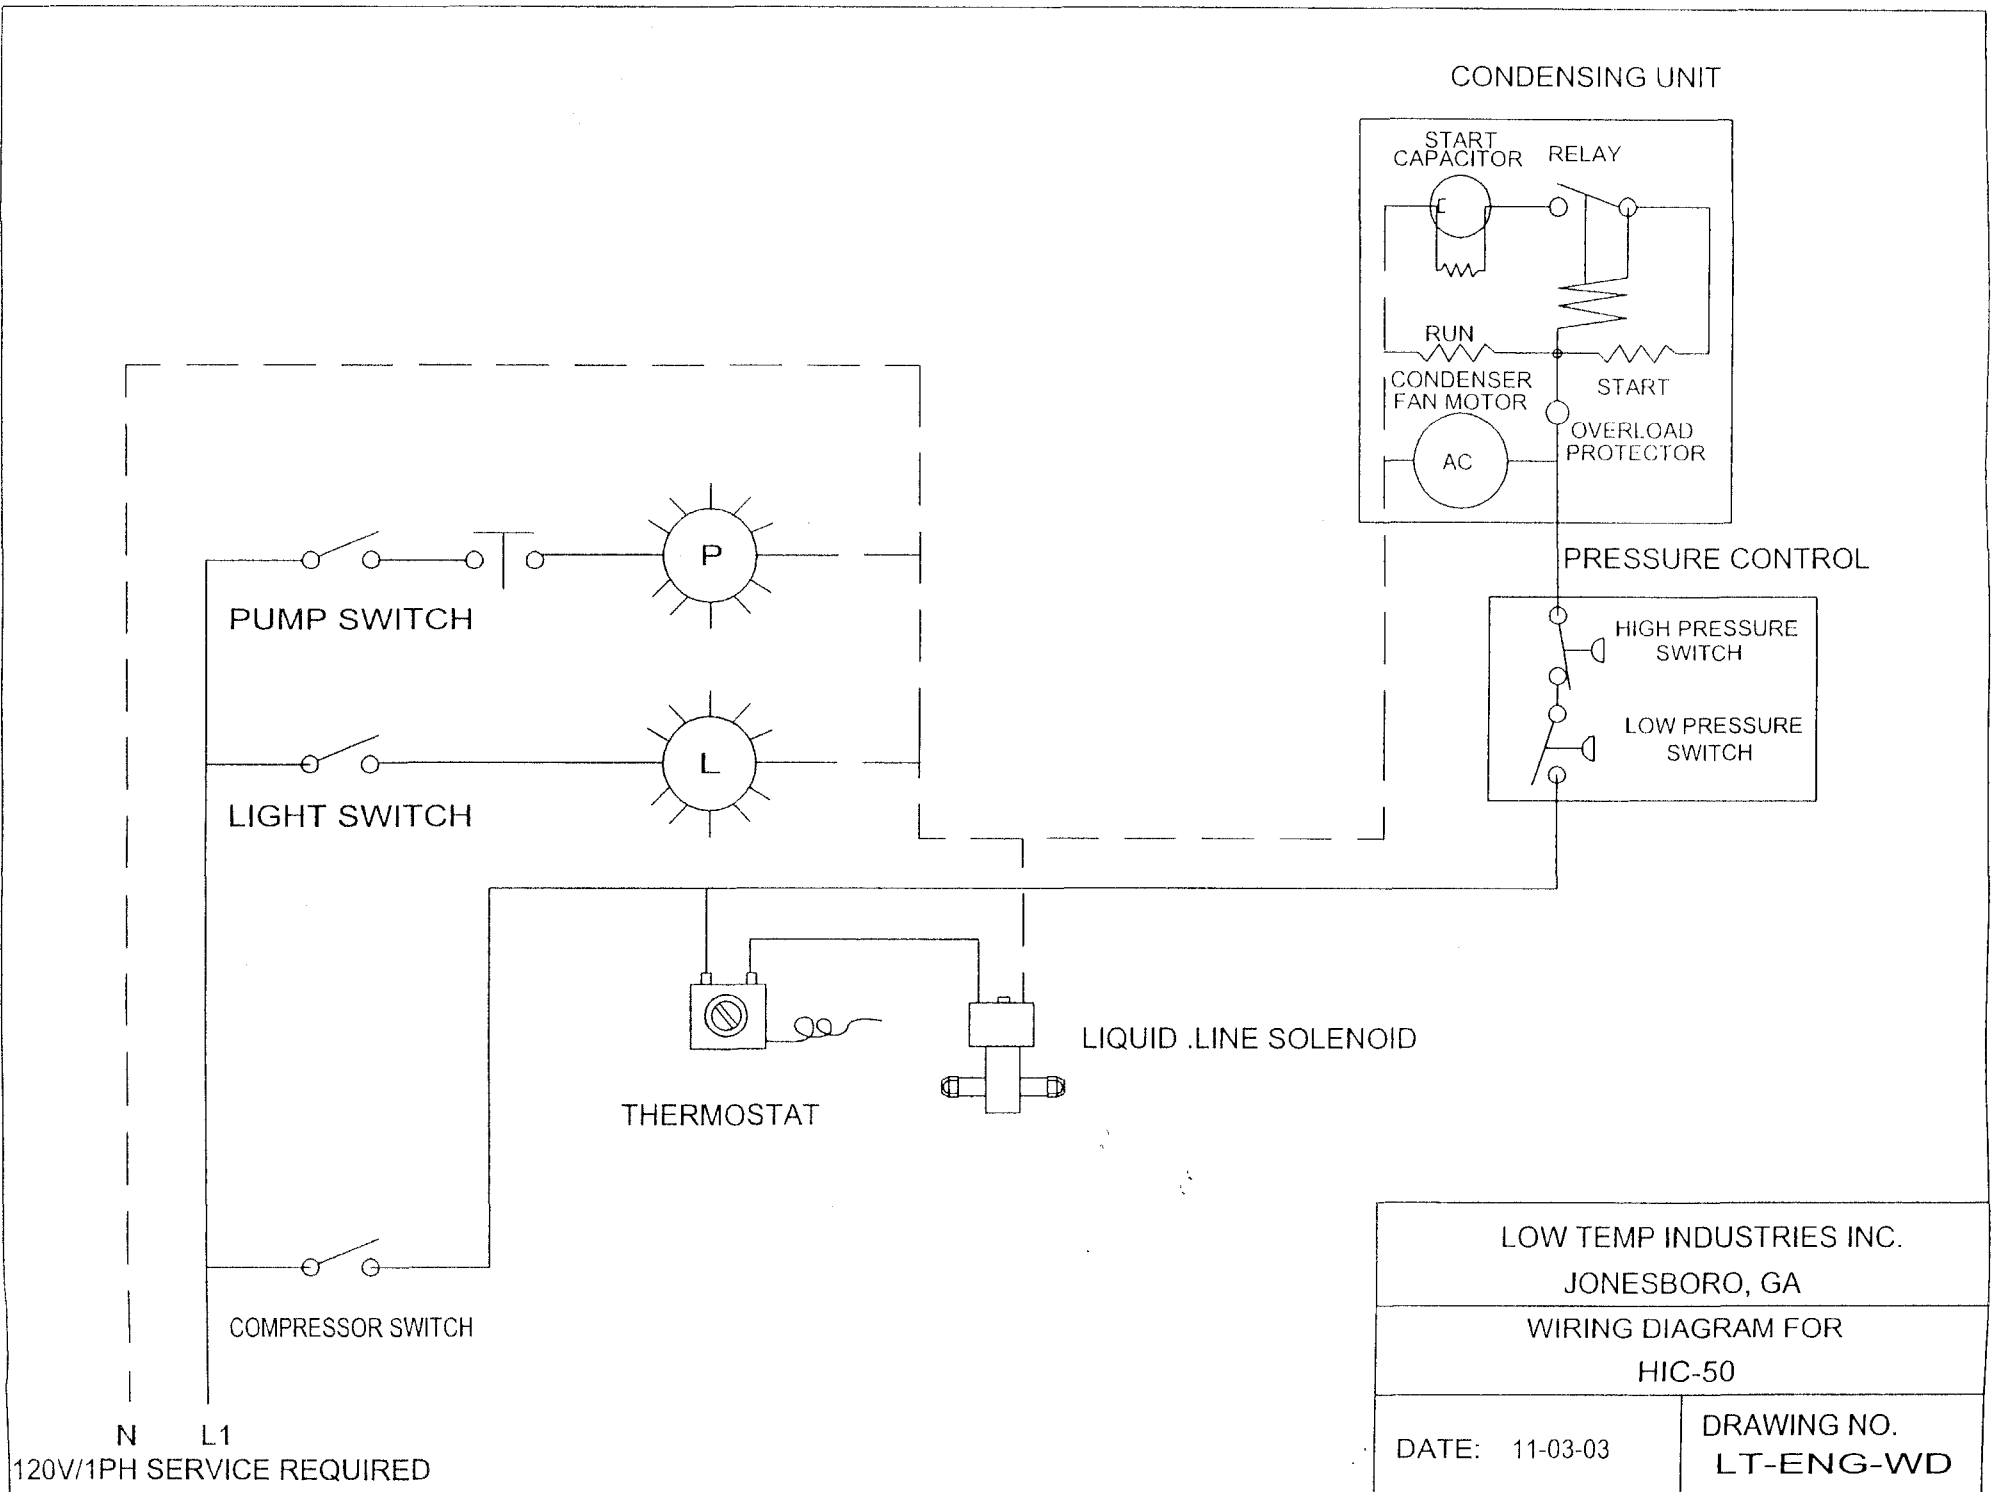 CONDENSING UNIT
START
CAPACITOR
RELAY
RUN
CONDENSER
FAN MOTOR
START
OVERLOAD
PROTECTOR
AC
P
PUMP SWITCH
PRESSURE CONTROL
HIGH PRESSURE
SWITCH
LOW PRESSURE
SWITCH
L
LIGHT SWITCH
LIQUID .LINE SOLENOID
THERMOSTAT
COMPRESSOR SWITCH
N L1
120V/1PH SERVICE REQUIRED
LOW TEMP INDUSTRIES INC.
JONESBORO, GA
WIRING DIAGRAM FOR
HIC-50
DATE: 11-03-03
DRAWING NO.
LT-ENG-WD